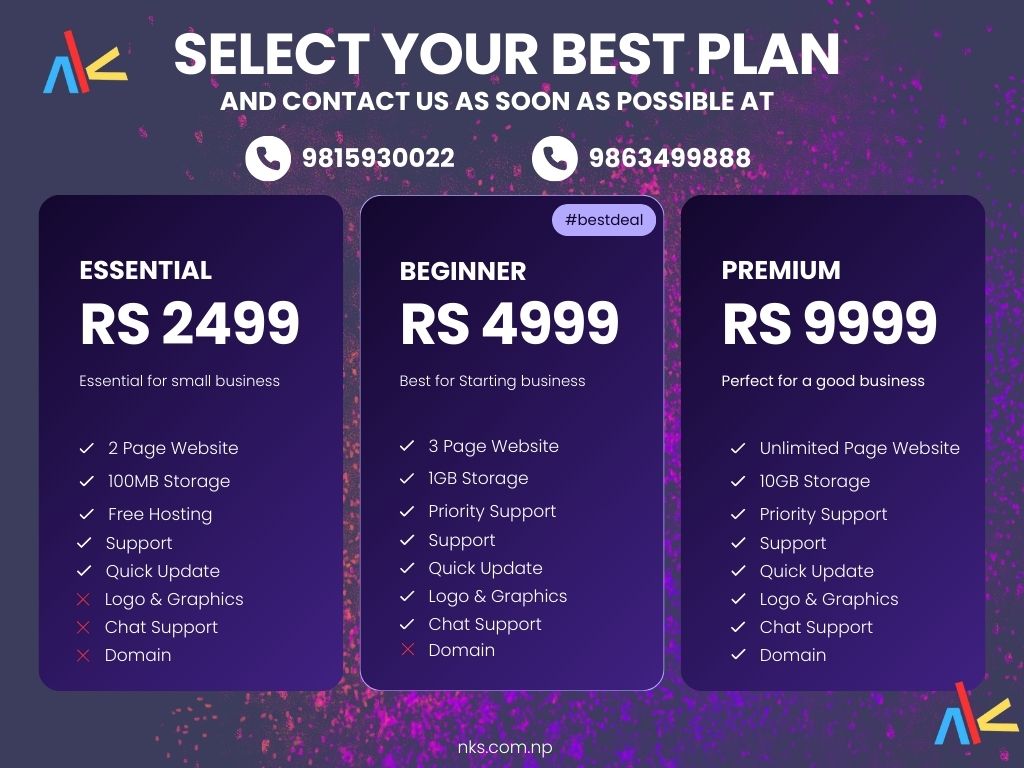 SELECT YOUR BEST PLAN
AND CONTACT US AS SOON AS POSSIBLE AT
9815930022
9863499888
ESSENTIAL
RS 2499
Essential for small business
2 Page Website
100MB Storage
Free Hosting
Support
Quick Update
Logo & Graphics
Chat Support
Domain
#bestdeal
BEGINNER
RS 4999
Best for Starting business
3 Page Website
1GB Storage
Priority Support
Support
Quick Update
Logo & Graphics
Chat Support
Domain
PREMIUM
RS 9999
Perfect for a good business
Unlimited Page Website
10GB Storage
Priority Support
Support
Quick Update
Logo & Graphics
Chat Support
Domain
nks.com.np